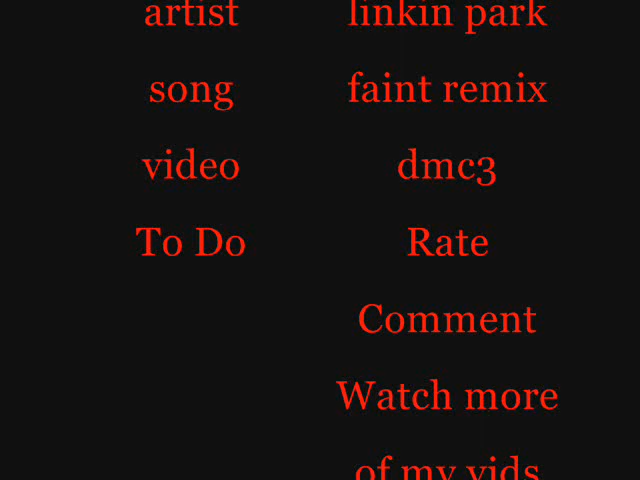 artist linkin park
song faint remix
video dmc3
To Do Rate
Comment
Watch more
of my vids